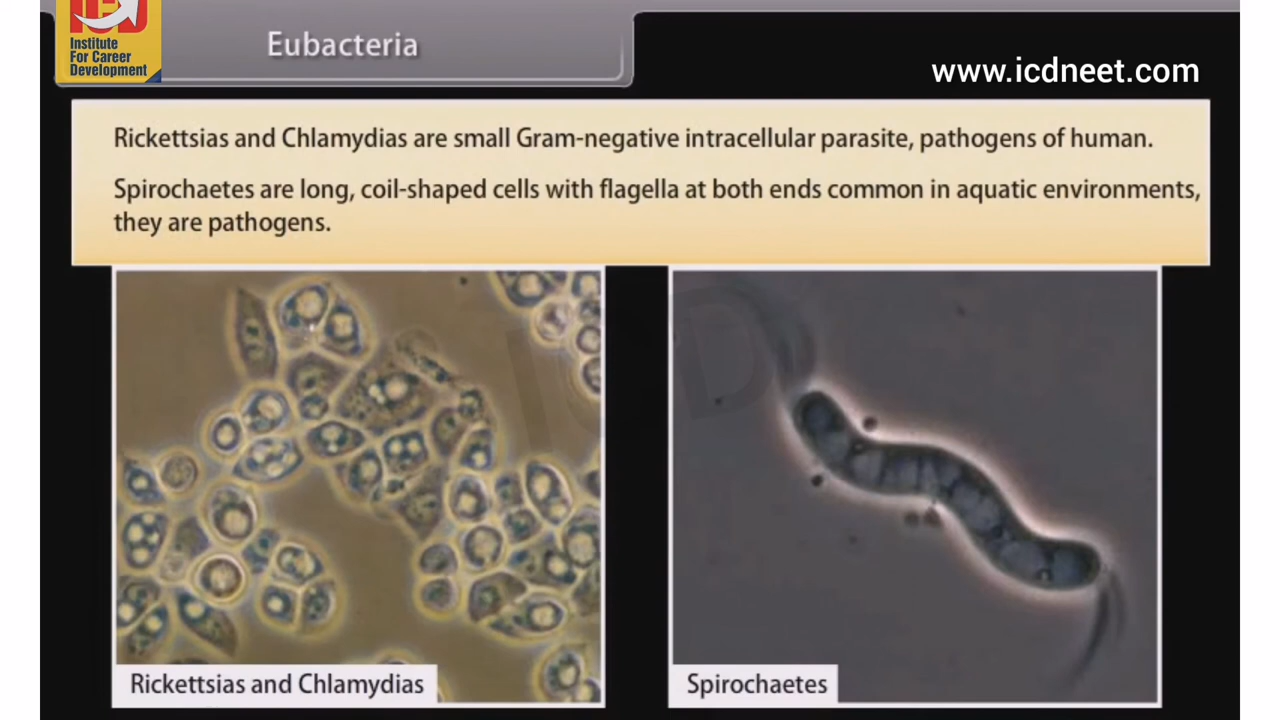 ICD
Institute
For Career
Development
Eubacteria
www.icdneet.com
Rickettsias and Chlamydias are small Gram-negative intracellular parasite, pathogens of human.
Spirochaetes are long, coil-shaped cells with flagella at both ends common in aquatic environments,
they are pathogens.
Rickettsias and Chlamydias
Spirochaetes